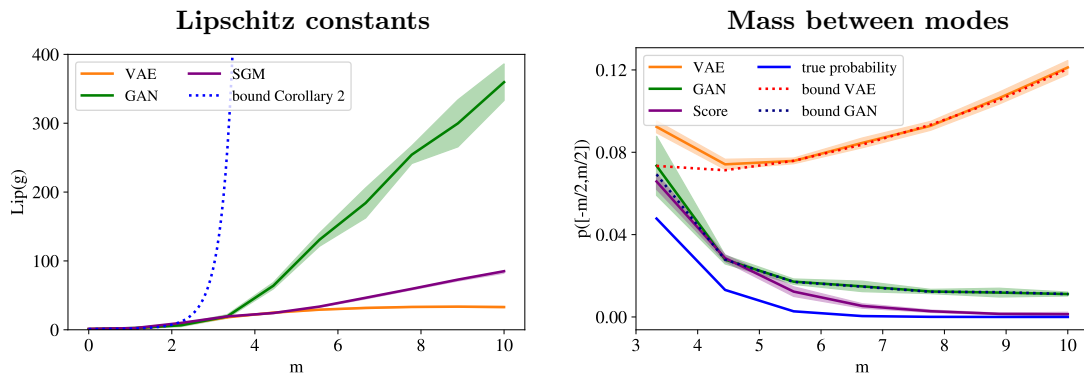 Lipschitz constants
Lip(g)
400
300
200
100
0
VAE
GAN
SGM
bound Corollary 2
0
2
4
6
8
10
m
Mass between modes
p([-m/2,m/2])
0.12
0.08
0.04
0.00
VAE
GAN
Score
true probability
bound VAE
bound GAN
3
4
5
6
7
8
9
10
m